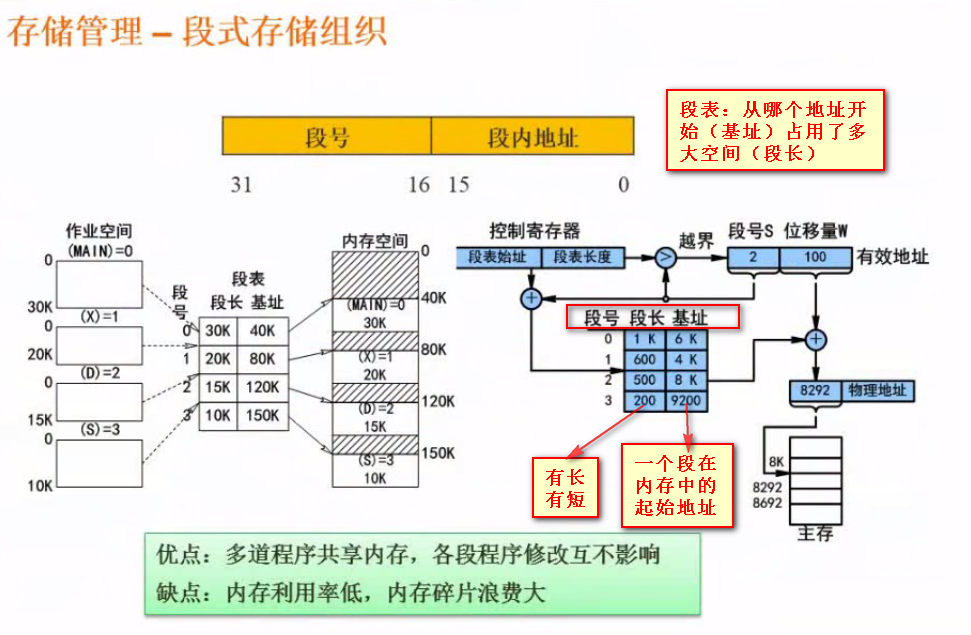 存储管理 – 段式存储组织
段表：从哪个地址开
始（基址）占用了多
大空间（段长）
段号 段内地址
31 16 15 0
作业空间
(MAIN)=0
0
30K
(X)=1
0
20K
(D)=2
0
15K
(S)=3
0
10K
段表
段号 段长 基址
0 30K 40K
1 20K 80K
2 15K 120K
3 10K 150K
内存空间
0
40K
(MAIN)=0
30K
80K
(X)=1
20K
120K
(D)=2
15K
150K
(S)=3
10K
控制寄存器
段表始址 段表长度
>
越界
段号S 位移量W
2 100 有效地址
+
段号 段长 基址
0 1 K 6 K
1 600 4 K
2 500 8 K
3 200 9200
+
8292 物理地址
8K
8292
8692
主存
有长
有短
一个段在
内存中的
起始地址
优点：多道程序共享内存，各段程序修改互不影响
缺点：内存利用率低，内存碎片浪费大